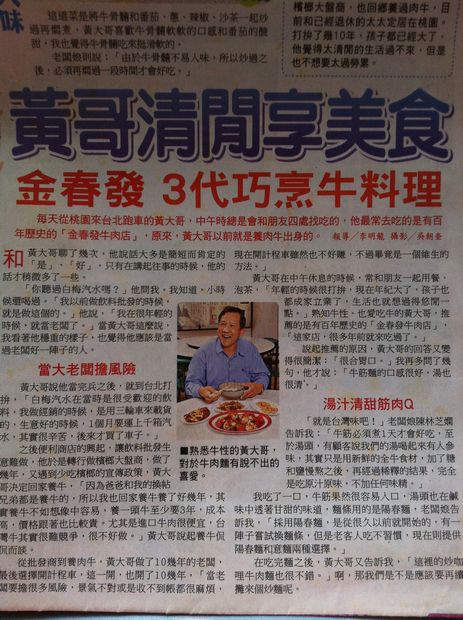 味
這道菜是將牛骨髓和番茄、蔥、辣椒、沙茶一起炒
過再燜煮，黃大哥喜歡牛骨髓軟軟的口感和番茄的酸
甜，我也覺得牛骨髓吃來挺滑軟的。
老闆娘則說：「由於牛骨髓不易入味，所以炒過之
後，必須再燜過一段時間才會好吃。」
檳榔大盤商，也回鄉養過肉牛，目
前和已經退休的太太定居在桃園。
打拚了幾10年，孩子都已經大了，
他覺得太清閒的生活過不來，但是
也不想要太過勞累。
黃哥清閒享美食
金春發 3代巧烹牛料理
每天從桃園來台北跑車的黃大哥，中午時總是會和朋友四處找吃的，他最常去吃的是有百
年歷史的「金春發牛肉店」，原來，黃大哥以前就是養肉牛出身的。 報導／李明龍 攝影／吳朝奎
和黃大哥聊了幾次，他說話大多是簡短而肯定的
「是」、「好」，只有在講起往事的時候，他的
話才稍微多了一些。
「你聽過白梅汽水嗎？」他問我，我知道，小時
候還喝過，「我以前做飲料批發的時候，
就是做這個的。」他說，「我在很年輕的
時候，就當老闆了。」當黃大哥這麼說，
我看著他穩重的樣子，也覺得他應該是當
過老闆好一陣子的人。
當大老闆擔風險
黃大哥說他當完兵之後，就到台北打
拚，「白梅汽水在當時是很受歡迎的飲
料，我做經銷的時候，是用三輪車來載貨
的，生意好的時候，1個月要運上千箱汽
水，其實很辛苦，後來才買了車子。」
之後便利商店的興起，讓飲料批發生
意難做，他於是轉行做檳榔大盤商，做了
幾年，又遇到少吃檳榔的宣傳政策，黃大
哥決定回家養牛，「因為爸爸和我的換帖
兄弟都是養牛的，所以我也回家養牛養了好幾年，其
實養牛不如想像中容易，養一頭牛至少要3年，成本
高，價格跟著也比較貴，尤其是進口牛肉很便宜，台
灣牛其實很難競爭，很不好做。」黃大哥說起養牛侃
侃而談。
從批發商到養肉牛，黃大哥做了10幾年的老闆，
最後選擇開計程車，這一開，也開了10幾年，「當老
闆要擔很多風險，景氣不對或是收不到帳都很麻煩，
現在開計程車雖然也不好賺，不過畢竟是一個維生的
方法。」
黃大哥在中午休息的時候，常和朋友一起用餐，
泡茶，「年輕的時候很打拚，現在年紀大了，孩子也
都成家立業了，生活也就想過得悠閒一
點。」熟知牛性，也愛吃牛的黃大哥，推
薦的是有百年歷史的「金春發牛肉店」，
「這家店，很多年前就來吃過了。」
說起推薦的原因，黃大哥的回答又變
得很簡潔：「很合胃口。」我再多問了幾
句，他才說：「牛筋麵的口感很好，湯也
很清。」
湯汁清甜筋肉Q
「就是台灣味吧！」老闆娘陳林芝嫺
告訴我：「牛筋必須煮1天才會好吃，至
於湯頭，有顧客說我們的湯喝起來有人參
味，其實只是用新鮮的全牛食材，加了糖
和鹽慢熬之後，再經過稀釋的結果，完全
是吃原汁原味，不加任何味精。」
我吃了一口，牛筋果然很容易入口，湯頭也在鹹
味中透著甘甜的味道，麵條用的是陽春麵，老闆娘告
訴我，「採用陽春麵，是從很久以前就開始的，有一
陣子嘗試換麵條，但是老客人吃不習慣，現在則提供
陽春麵和意麵兩種選擇。」
在吃完麵之後，黃大哥又告訴我，「這裡的炒咖
哩牛肉麵也很不錯。」啊，那我們是不是應該要再續
攤來個炒麵呢。
■熟悉牛性的黃大哥，
對於牛肉麵有說不出的
喜愛。